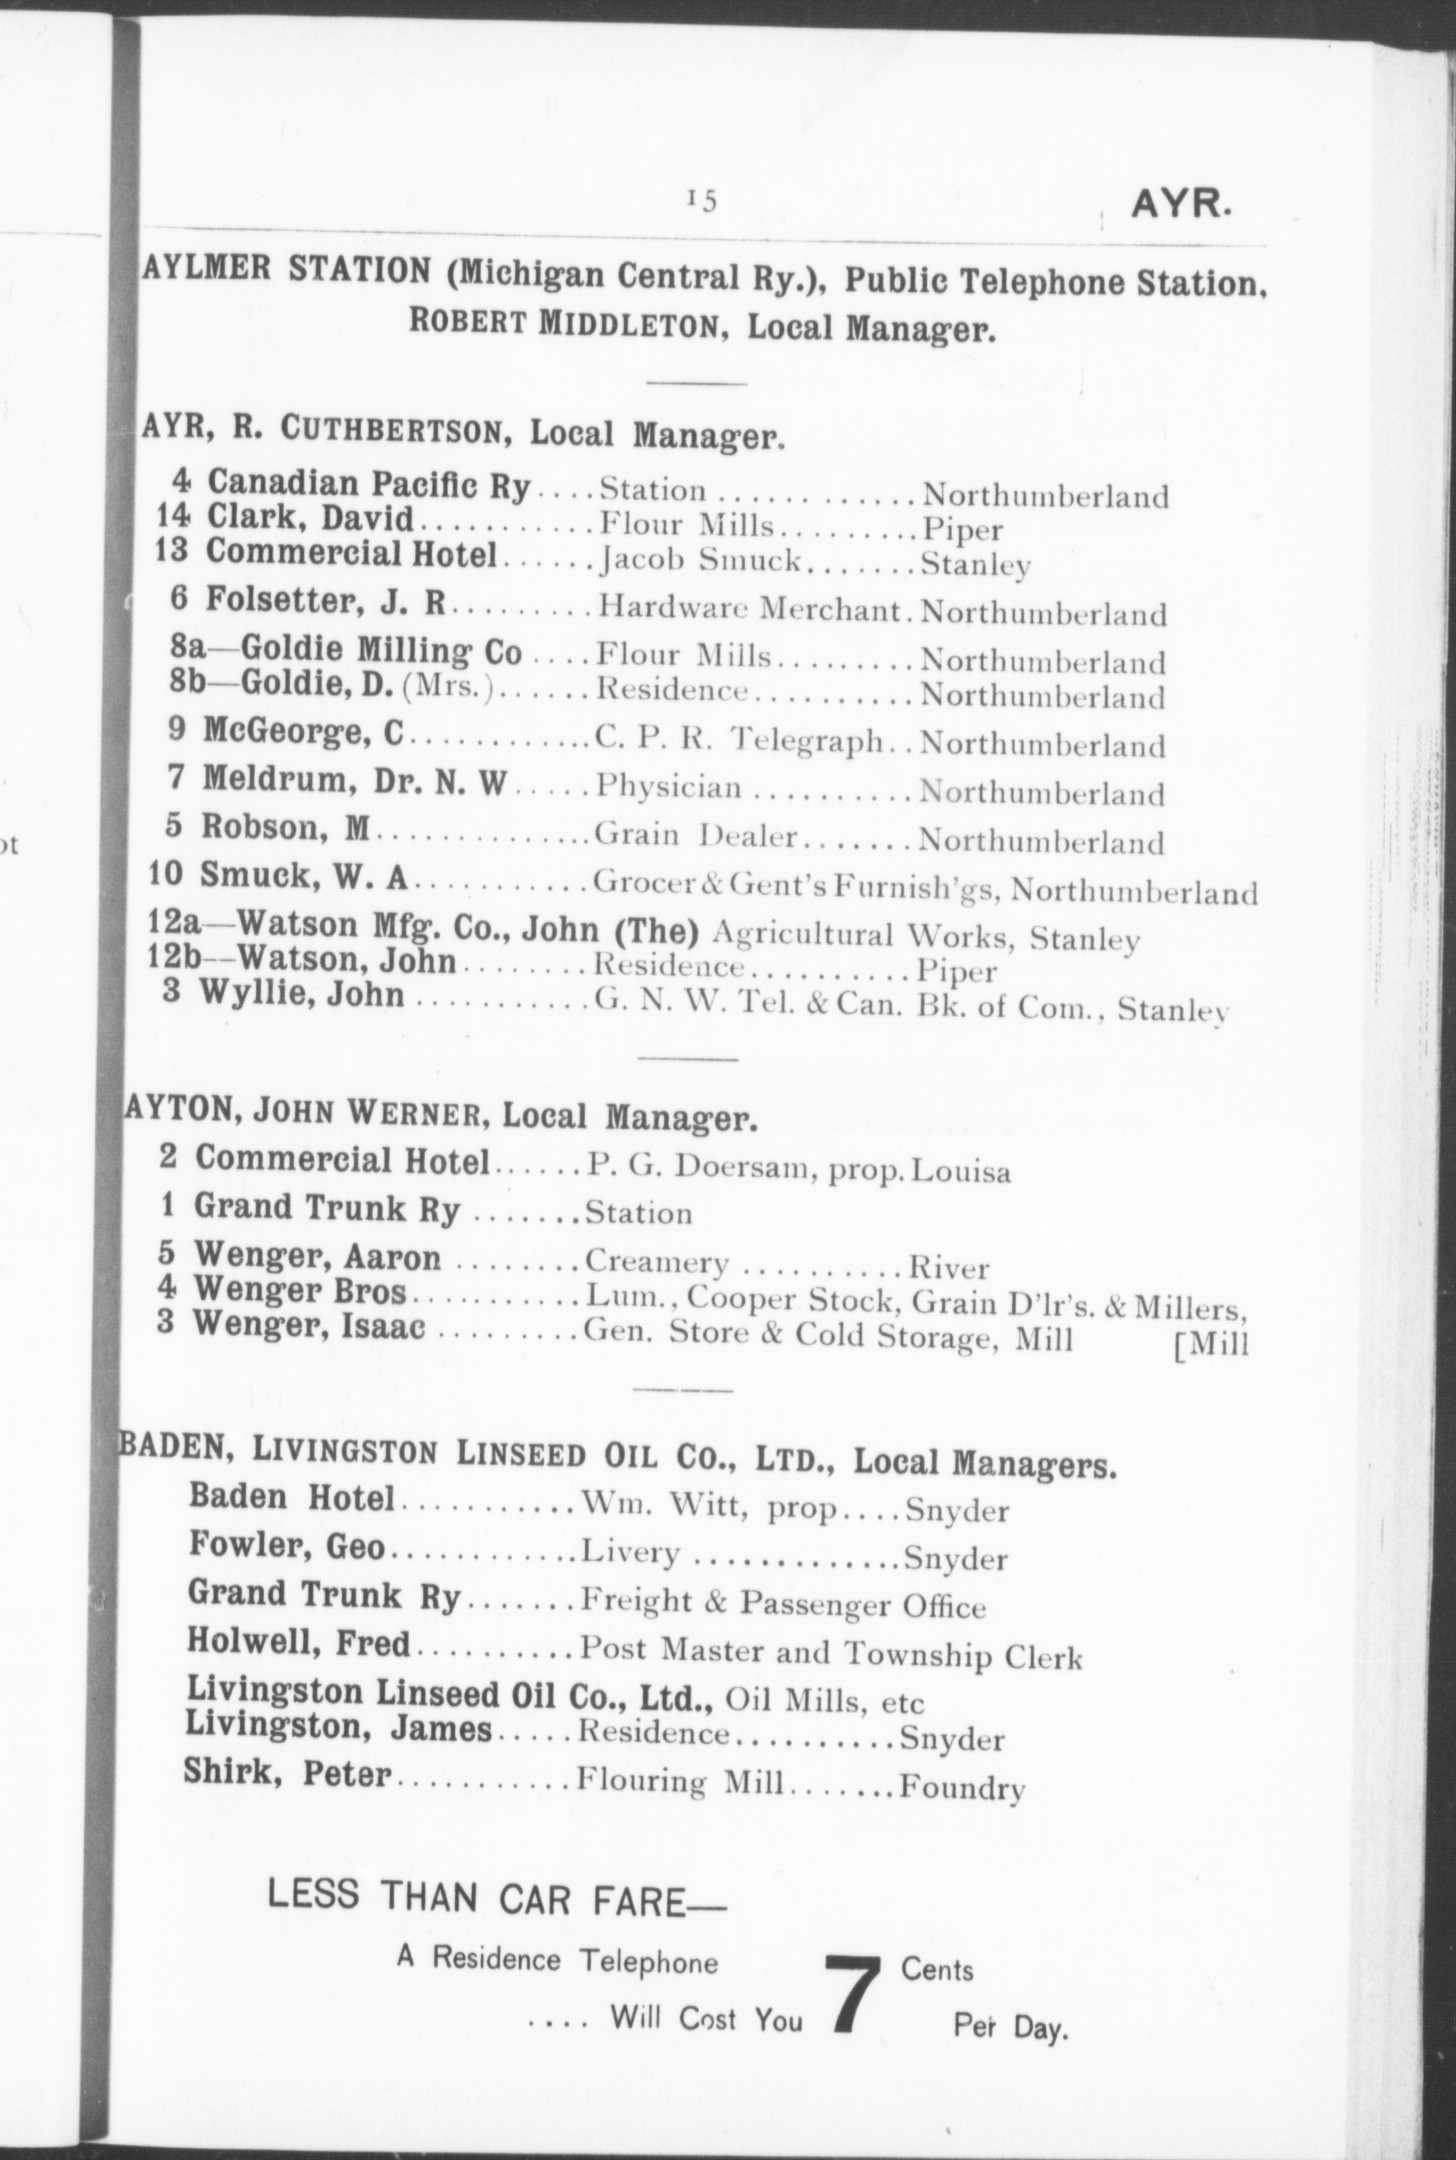 15 AYR.
AYLMER STATION (Michigan Central Ry.), Public Telephone Station,
ROBERT MIDDLETON, Local Manager.
AYR, R. CUTHBERTSON, Local Manager.
4 Canadian Pacific Ry....Station ............Northumberland
14 Clark, David...........Flour Mills.........Piper
13 Commercial Hotel......Jacob Smuck.......Stanley
6 Folsetter, J. R.........Hardware Merchant.Northumberland
8a—Goldie Milling Co ....Flour Mills.........Northumberland
8b—Goldie, D. (Mrs.)......Residence..........Northumberland
9 McGeorge, C............C. P. R. Telegraph..Northumberland
7 Meldrum, Dr. N. W.....Physician ..........Northumberland
5 Robson, M..............Grain Dealer.......Northumberland
10 Smuck, W. A...........Grocer & Gent's Furnish'gs, Northumberland
12a—Watson Mfg. Co., John (The) Agricultural Works, Stanley
12b—Watson, John........Residence..........Piper
3 Wyllie, John ...........G. N. W. Tel. & Can. Bk. of Com., Stanley
AYTON, JOHN WERNER, Local Manager.
2 Commercial Hotel......P. G. Doersam, prop.Louisa
1 Grand Trunk Ry .......Station
5 Wenger, Aaron ........Creamery ..........River
4 Wenger Bros...........Lum., Cooper Stock, Grain D'lr's. & Millers,
3 Wenger, Isaac .........Gen. Store & Cold Storage, Mill [Mill
BADEN, LIVINGSTON LINSEED OIL CO., LTD., Local Managers.
Baden Hotel...........Wm. Witt, prop....Snyder
Fowler, Geo............Livery .............Snyder
Grand Trunk Ry.......Freight & Passenger Office
Holwell, Fred..........Post Master and Township Clerk
Livingston Linseed Oil Co., Ltd., Oil Mills, etc
Livingston, James.....Residence..........Snyder
Shirk, Peter...........Flouring Mill.......Foundry
LESS THAN CAR FARE—
A Residence Telephone 7 Cents
.... Will Cost You Per Day.